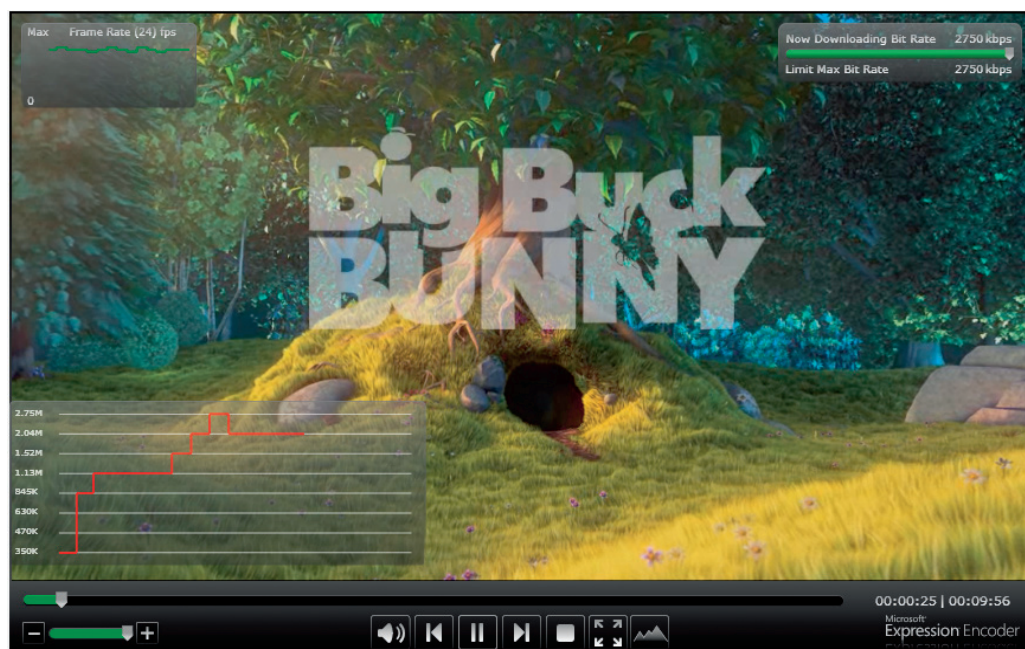 Max Frame Rate (24) fps
0
Now Downloading Bit Rate 2750 kbps
Limit Max Bit Rate 2750 kbps
Big Buck
BUNNY
2.75M
2.04M
1.52M
1.13M
845K
630K
470K
350K
00:00:25 | 00:09:56
Microsoft®
Expression Encoder